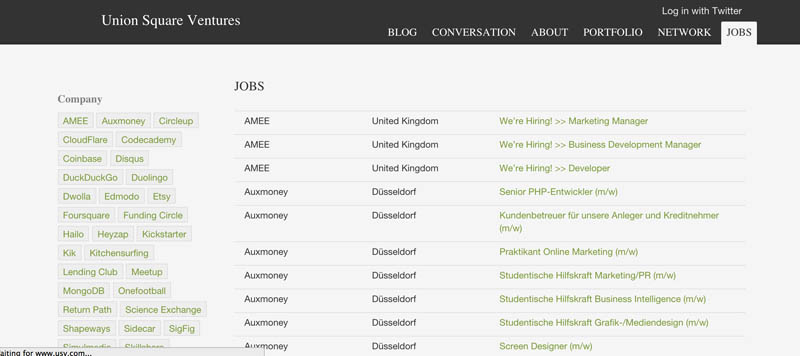 Log in with Twitter
Union Square Ventures
BLOG CONVERSATION ABOUT PORTFOLIO NETWORK JOBS
Company
AMEE Auxmoney Circleup
CloudFlare Codecademy
Coinbase Disqus
DuckDuckGo Duolingo
Dwolla Edmodo Etsy
Foursquare Funding Circle
Hailo Heyzap Kickstarter
Kik Kitchensurfing
Lending Club Meetup
MongoDB Onefootball
Return Path Science Exchange
Shapeways Sidecar SigFig
Simulmedia Skillshare
aiting for www.usv.com...
JOBS
AMEE United Kingdom We're Hiring! >> Marketing Manager
AMEE United Kingdom We're Hiring! >> Business Development Manager
AMEE United Kingdom We're Hiring! >> Developer
Auxmoney Düsseldorf Senior PHP-Entwickler (m/w)
Auxmoney Düsseldorf Kundenbetreuer für unsere Anleger und Kreditnehmer
(m/w)
Auxmoney Düsseldorf Praktikant Online Marketing (m/w)
Auxmoney Düsseldorf Studentische Hilfskraft Marketing/PR (m/w)
Auxmoney Düsseldorf Studentische Hilfskraft Business Intelligence (m/w)
Auxmoney Düsseldorf Studentische Hilfskraft Grafik-/Mediendesign (m/w)
Auxmoney Düsseldorf Screen Designer (m/w)